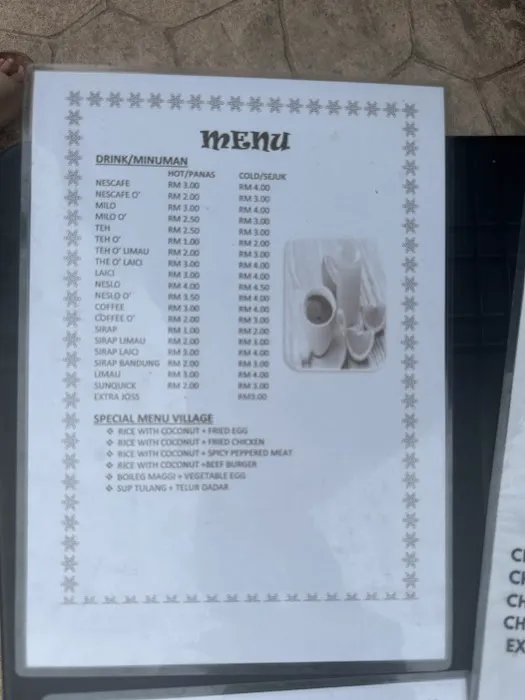 MENU
DRINK/MINUMAN
HOT/PANAS COLD/SEJUK
NESCAFE RM 3.00 RM 4.00
NESCAFE O' RM 2.00 RM 3.00
MILO RM 3.00 RM 4.00
MILO O' RM 2.50 RM 3.00
TEH RM 2.50 RM 3.00
TEH O' RM 1.00 RM 2.00
TEH O' LIMAU RM 2.00 RM 3.00
THE O' LAICI RM 3.00 RM 4.00
LAICI RM 3.00 RM 4.00
NESLO RM 4.00 RM 4.50
NESLO O' RM 3.50 RM 4.00
COFFEE RM 3.00 RM 4.00
COFFEE O' RM 2.00 RM 3.00
SIRAP RM 1.00 RM 2.00
SIRAP LIMAU RM 2.00 RM 3.00
SIRAP LAICI RM 3.00 RM 4.00
SIRAP BANDUNG RM 2.00 RM 3.00
LIMAU RM 3.00 RM 4.00
SUNQUICK RM 2.00 RM 3.00
EXTRA JOSS RM3.00
SPECIAL MENU VILLAGE
❖ RICE WITH COCONUT + FRIED EGG
❖ RICE WITH COCONUT + FRIED CHICKEN
❖ RICE WITH COCONUT + SPICY PEPPERED MEAT
❖ RICE WITH COCONUT +BEEF BURGER
❖ BOILEG MAGGI + VEGETABLE EGG
❖ SUP TULANG + TELUR DADAR